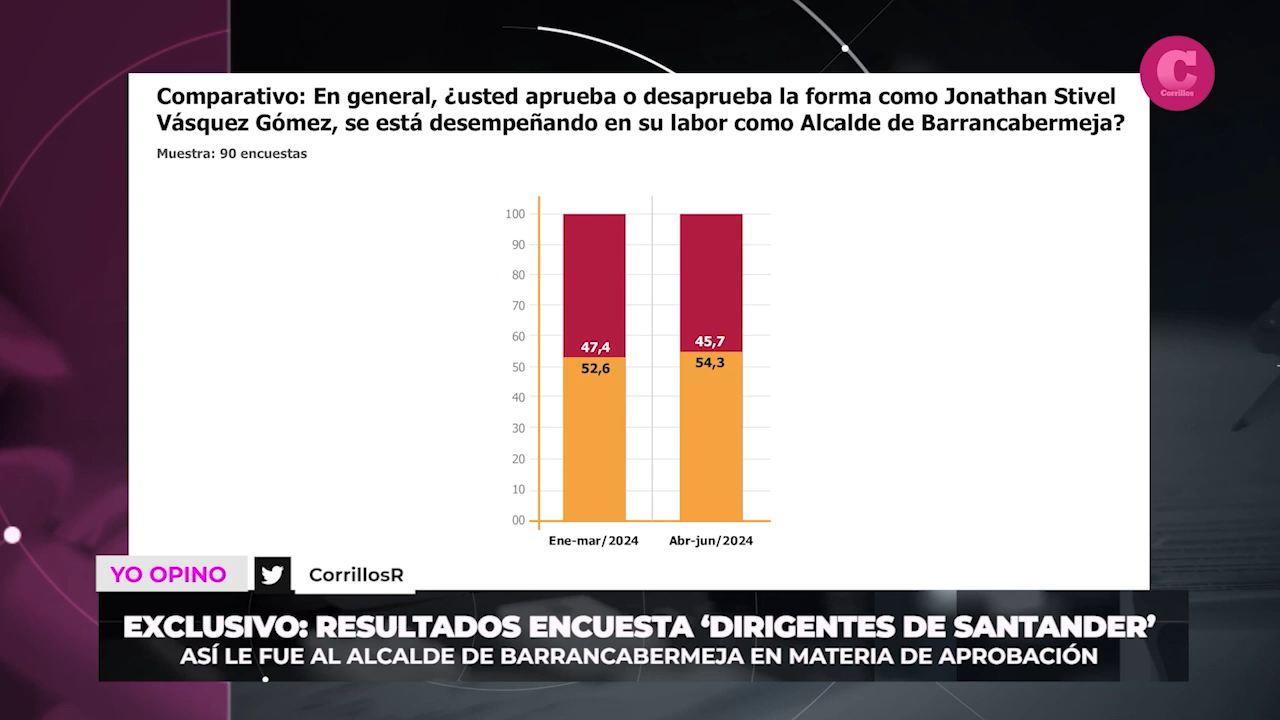 C
Corrillos
Comparativo: En general, ¿usted aprueba o desaprueba la forma como Jonathan Stivel
Vásquez Gómez, se está desempeñando en su labor como Alcalde de Barrancabermeja?
Muestra: 90 encuestas
100
90
80
70
60
50
40
30
20
10
00
47,4
52,6
45,7
54,3
Ene-mar/2024
Abr-jun/2024
YO OPINO
CorrillosR
EXCLUSIVO: RESULTADOS ENCUESTA ‘DIRIGENTES DE SANTANDER’
ASÍ LE FUE AL ALCALDE DE BARRANCABERMEJA EN MATERIA DE APROBACIÓN